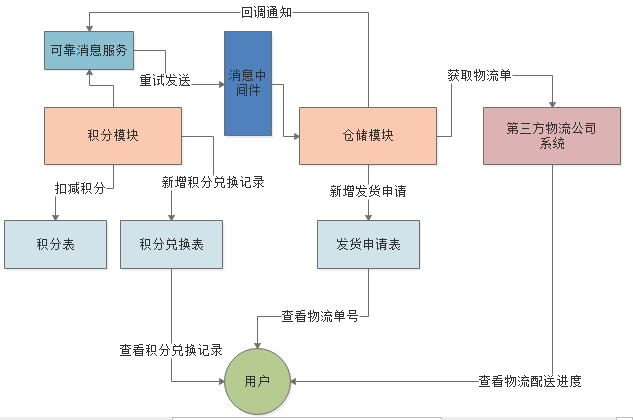 回调通知
可靠消息服务
重试发送
消息中
间件
获取物流单
积分模块
仓储模块
第三方物流公司
系统
扣减积分
新增积分兑换记录
新增发货申请
积分表
积分兑换表
发货申请表
查看物流单号
查看积分兑换记录
用户
查看物流配送进度